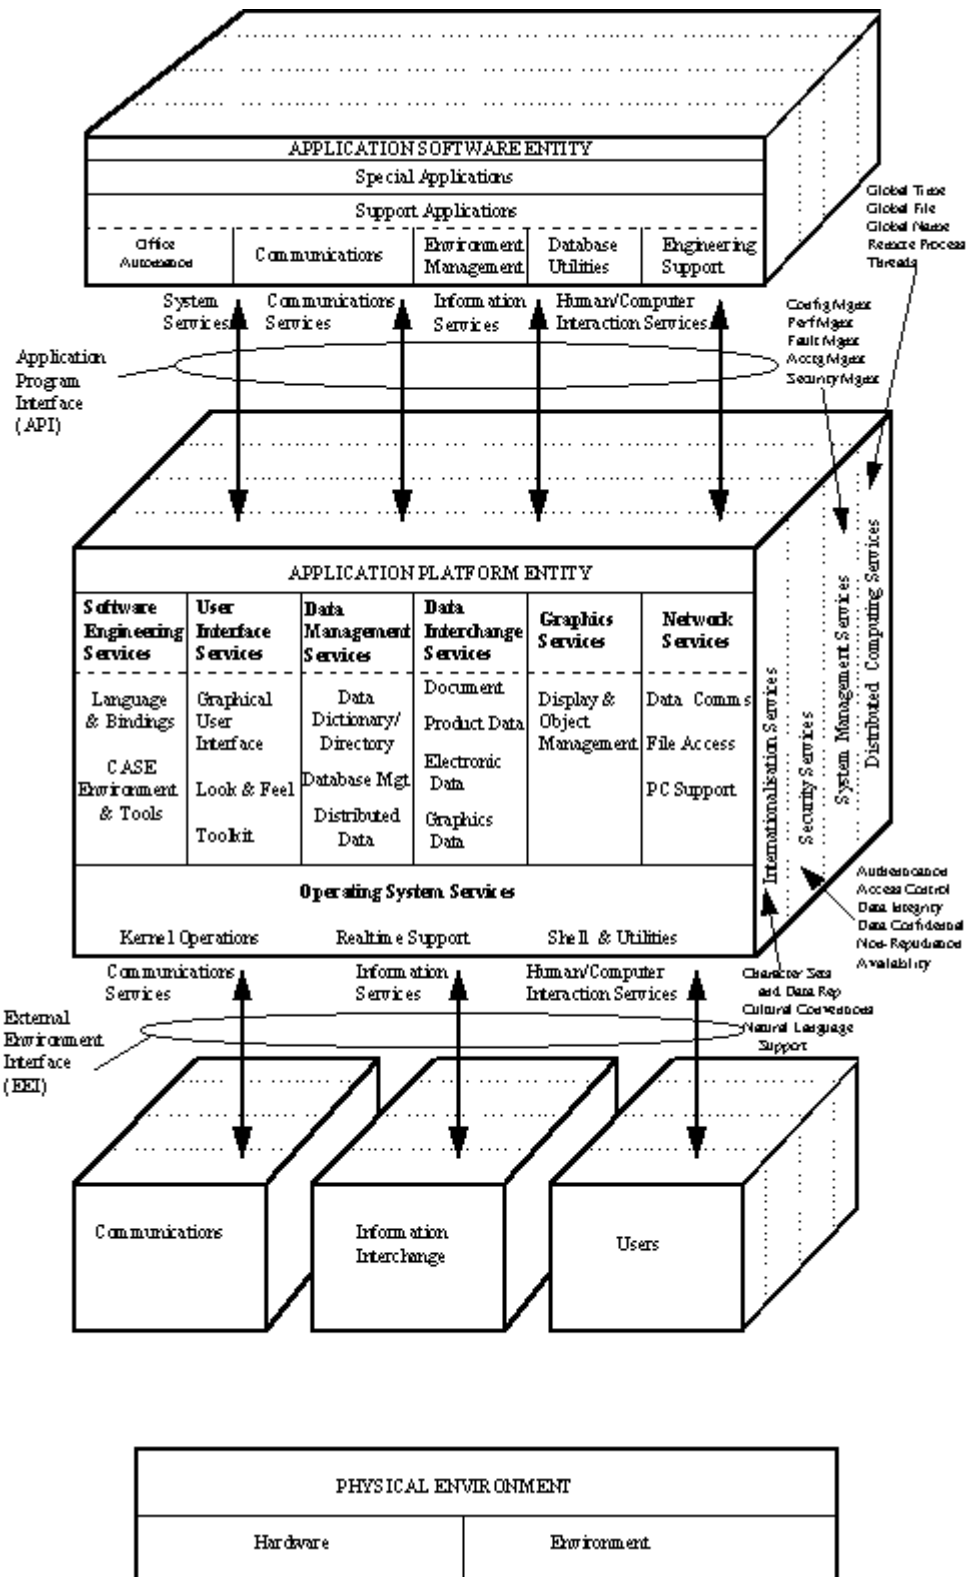 APPLICATION SOFTWARE ENTITY
Special Applications
Support Applications
Office
Automation
Communications
Environment
Management
Database
Utilities
Engineering
Support
Global Time
Global File
Global Name
Remote Process
Threads
System
Services
Communications
Services
Information
Services
Human/Computer
Interaction Services
Config Mgmt
Perf Mgmt
Fault Mgmt
Acctg Mgmt
Security Mgmt
Application
Program
Interface
(API)
APPLICATION PLATFORM ENTITY
Software
Engineering
Services
Language
& Bindings
CASE
Environment
& Tools
User
Interface
Services
Graphical
User
Interface
Look & Feel
Toolkit
Data
Management
Services
Data
Dictionary/
Directory
Database Mgt
Distributed
Data
Data
Interchange
Services
Document
Product Data
Electronic
Data
Graphics
Data
Graphics
Services
Display &
Object
Management
Network
Services
Data Comms
File Access
PC Support
Internationalisation Services
Security Services
System Management Services
Distributed Computing Services
Operating System Services
Kernel Operations
Realtime Support
Shell & Utilities
Authentication
Access Control
Data Integrity
Data Confidental
Non-Repudiation
Availability
Character Sets
and Data Rep
Cultural Conventions
Natural Language
Support
Communications
Services
Information
Services
Human/Computer
Interaction Services
External
Environment
Interface
(EEI)
Communications
Information
Interchange
Users
PHYSICAL ENVIRONMENT
Hardware
Environment